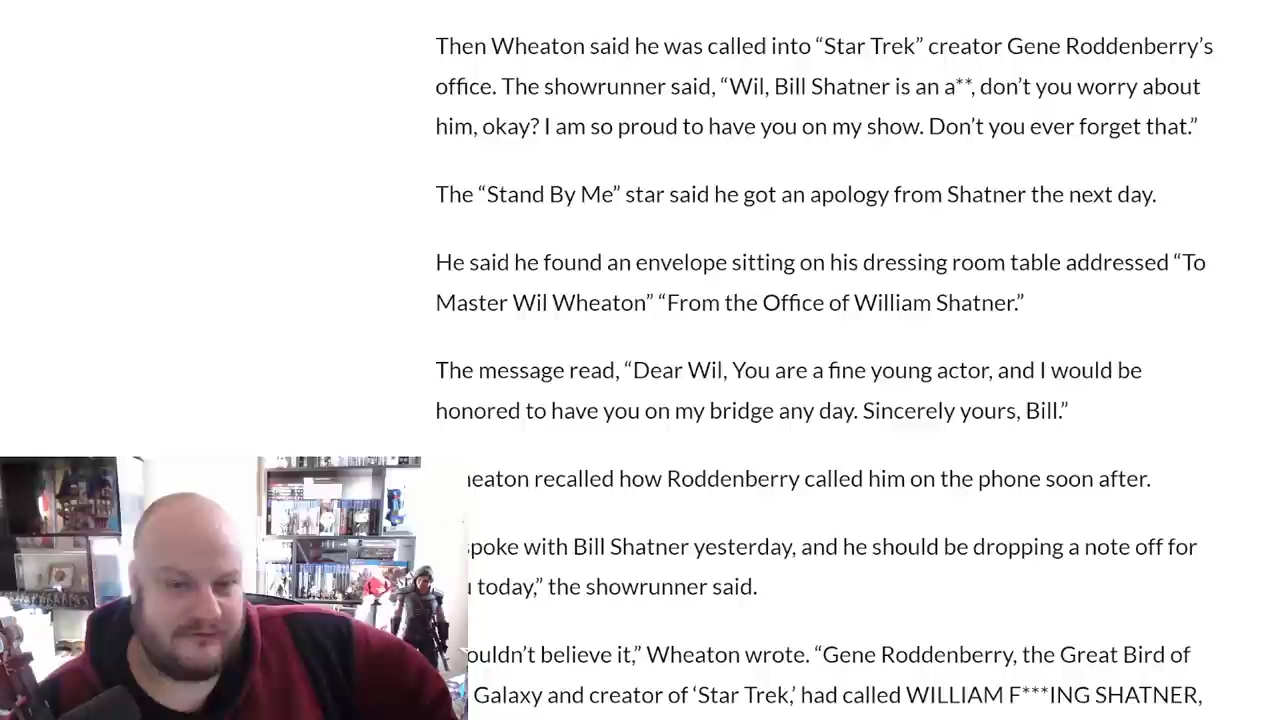 Then Wheaton said he was called into “Star Trek” creator Gene Roddenberry’s
office. The showrunner said, “Wil, Bill Shatner is an a**, don’t you worry about
him, okay? I am so proud to have you on my show. Don’t you ever forget that.”
The “Stand By Me” star said he got an apology from Shatner the next day.
He said he found an envelope sitting on his dressing room table addressed “To
Master Wil Wheaton” “From the Office of William Shatner.”
The message read, “Dear Wil, You are a fine young actor, and I would be
honored to have you on my bridge any day. Sincerely yours, Bill.”
heaton recalled how Roddenberry called him on the phone soon after.
spoke with Bill Shatner yesterday, and he should be dropping a note off for
today,” the showrunner said.
ouldn’t believe it,” Wheaton wrote. “Gene Roddenberry, the Great Bird of
Galaxy and creator of ‘Star Trek,’ had called WILLIAM F***ING SHATNER,